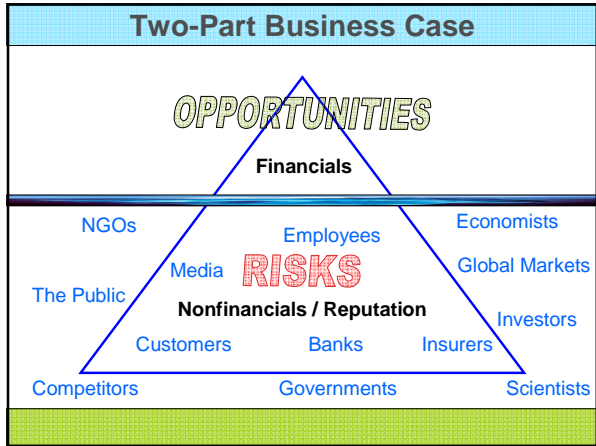 Two-Part Business Case
OPPORTUNITIES
Financials
NGOs
Employees
Economists
Media
RISKS
Global Markets
The Public
Nonfinancials / Reputation
Investors
Customers
Banks
Insurers
Competitors
Governments
Scientists